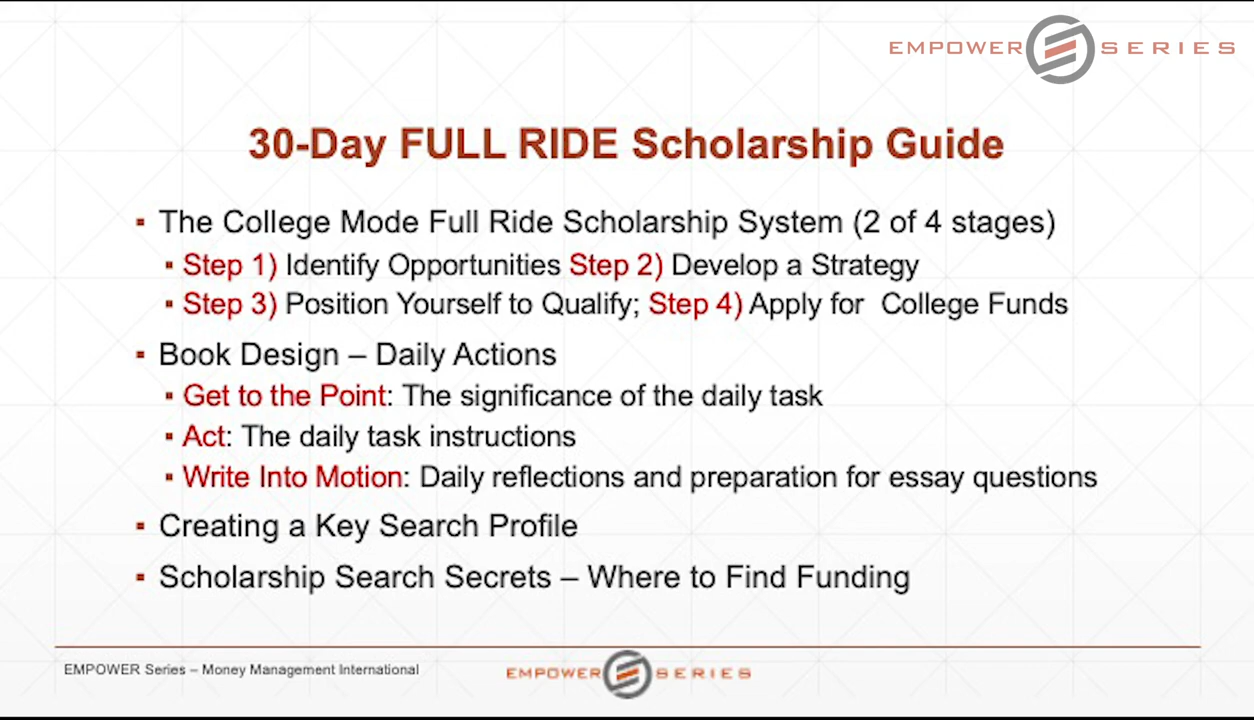 EMPOWER SERIES
30-Day FULL RIDE Scholarship Guide
▪ The College Mode Full Ride Scholarship System (2 of 4 stages)
▪ Step 1) Identify Opportunities Step 2) Develop a Strategy
▪ Step 3) Position Yourself to Qualify; Step 4) Apply for College Funds
▪ Book Design – Daily Actions
▪ Get to the Point: The significance of the daily task
▪ Act: The daily task instructions
▪ Write Into Motion: Daily reflections and preparation for essay questions
▪ Creating a Key Search Profile
▪ Scholarship Search Secrets – Where to Find Funding
EMPOWER Series – Money Management International
EMPOWER SERIES